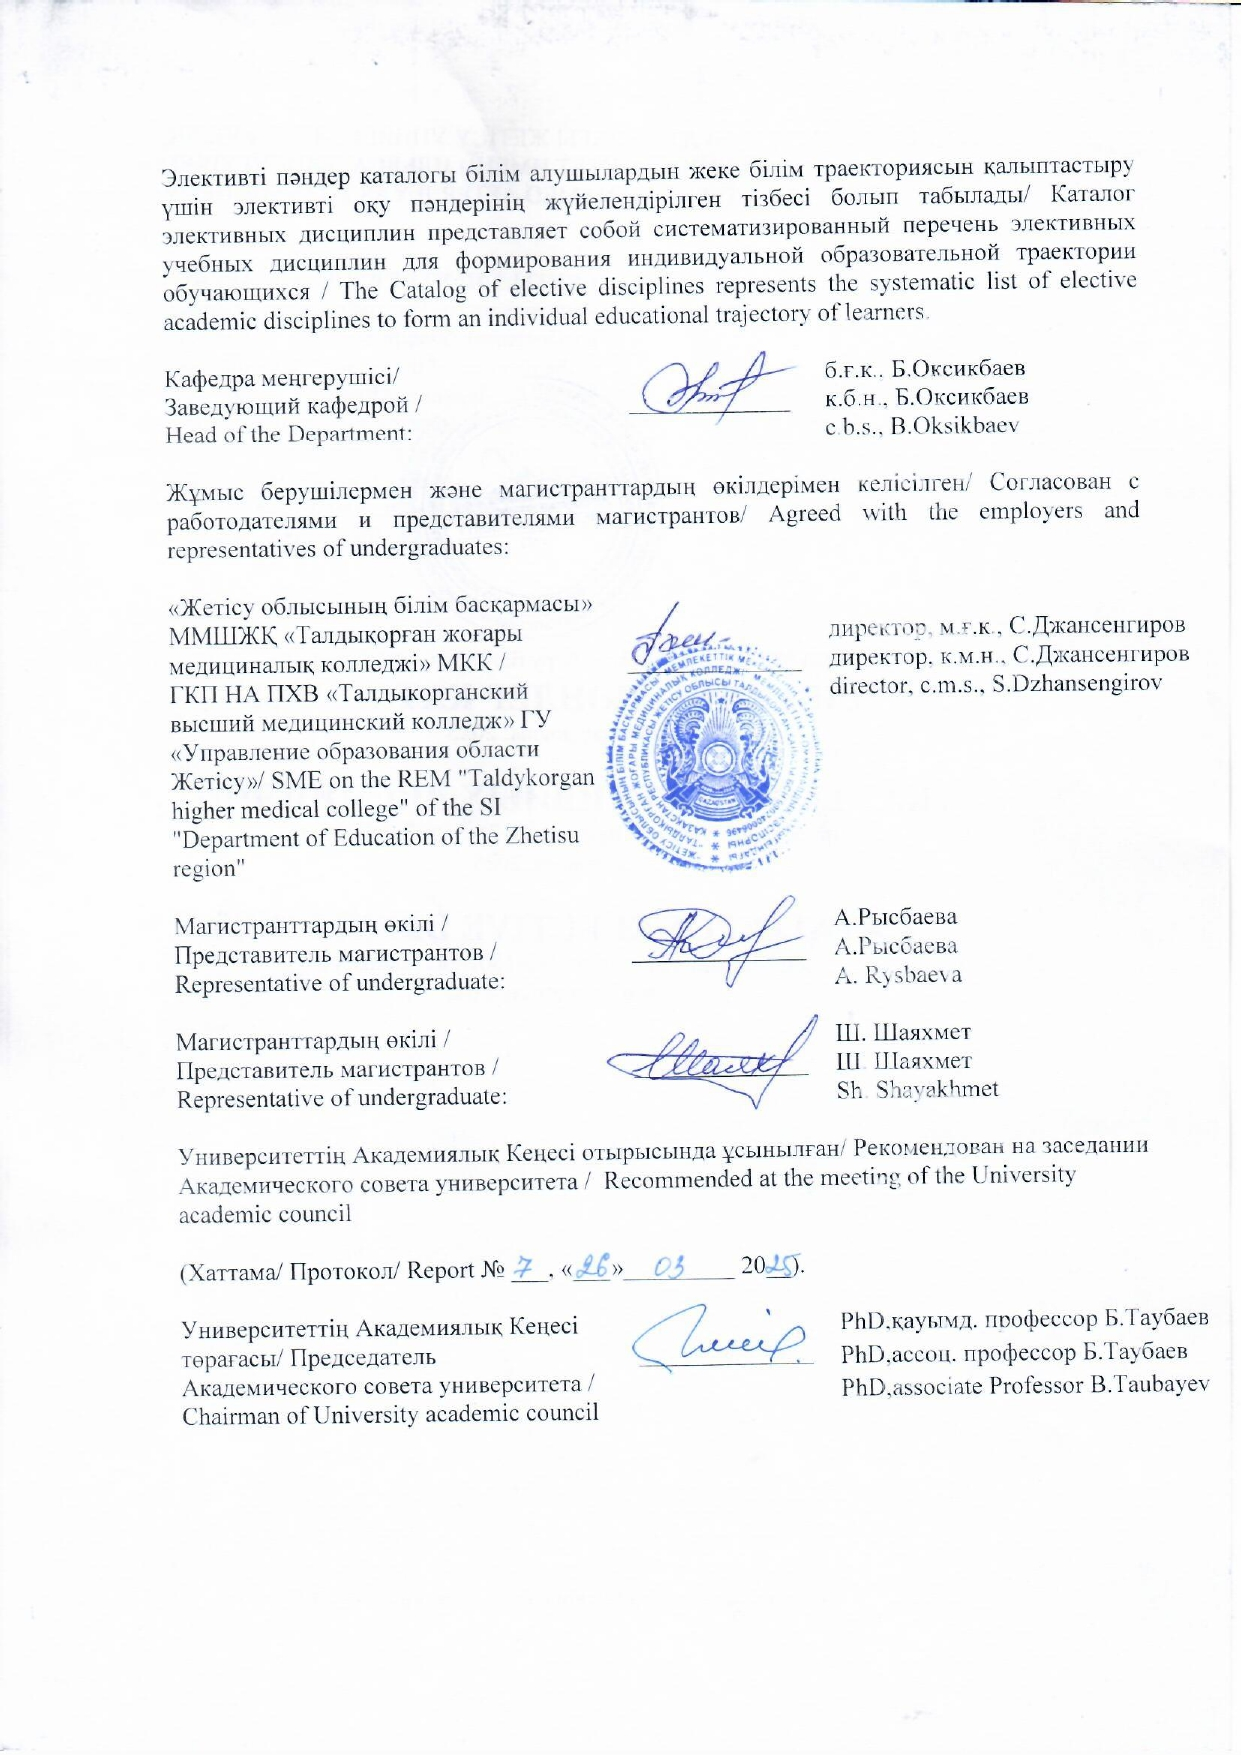 Элективті пәндер каталогы білім алушылардын жеке білім траекториясын қалыптастыру
үшін элективті оқу пәндерінің жүйелендірілген тізбесі болып табылады/ Каталог
элективных дисциплин представляет собой систематизированный перечень элективных
учебных дисциплин для формирования индивидуальной образовательной траектории
обучающихся / The Catalog of elective disciplines represents the systematic list of elective
academic disciplines to form an individual educational trajectory of learners.
Кафедра меңгерушісі/
Заведующий кафедрой /
Head of the Department:
б.ғ.к., Б.Оксикбаев
к.б.н., Б.Оксикбаев
c.b.s., B.Oksikbaev
Жұмыс берушілермен және магистранттардың өкілдерімен келісілген/ Согласован с
работодателями и представителями магистрантов/ Agreed with the employers and
representatives of undergraduates:
«Жетісу облысының білім басқармасы»
ММШЖҚ «Талдықорған жоғары
медициналық колледжі» МКК /
ГКП НА ПХВ «Талдыкорганский
высший медицинский колледж» ГУ
«Управление образования области
Жетісу»/ SME on the REM "Taldykorgan
higher medical college" of the SI
"Department of Education of the Zhetisu
region"
директор, м.ғ.к., С.Джансенгиров
директор, к.м.н., С.Джансенгиров
director, c.m.s., S.Dzhansengirov
Магистранттардың өкілі /
Представитель магистрантов /
Representative of undergraduate:
А.Рысбаева
А.Рысбаева
A. Rysbaeva
Магистранттардың өкілі /
Представитель магистрантов /
Representative of undergraduate:
Ш. Шаяхмет
Ш. Шаяхмет
Sh. Shayakhmet
Университеттің Академиялық Кеңесі отырысында ұсынылған/ Рекомендован на заседании
Академического совета университета / Recommended at the meeting of the University
academic council
(Хаттама/ Протокол/ Report № 7, «26» 03 2025).
Университеттің Академиялық Кеңесі
төрағасы/ Председатель
Академического совета университета /
Chairman of University academic council
PhD,қауымд. профессор Б.Таубаев
PhD,ассоц. профессор Б.Таубаев
PhD,associate Professor B.Taubayev